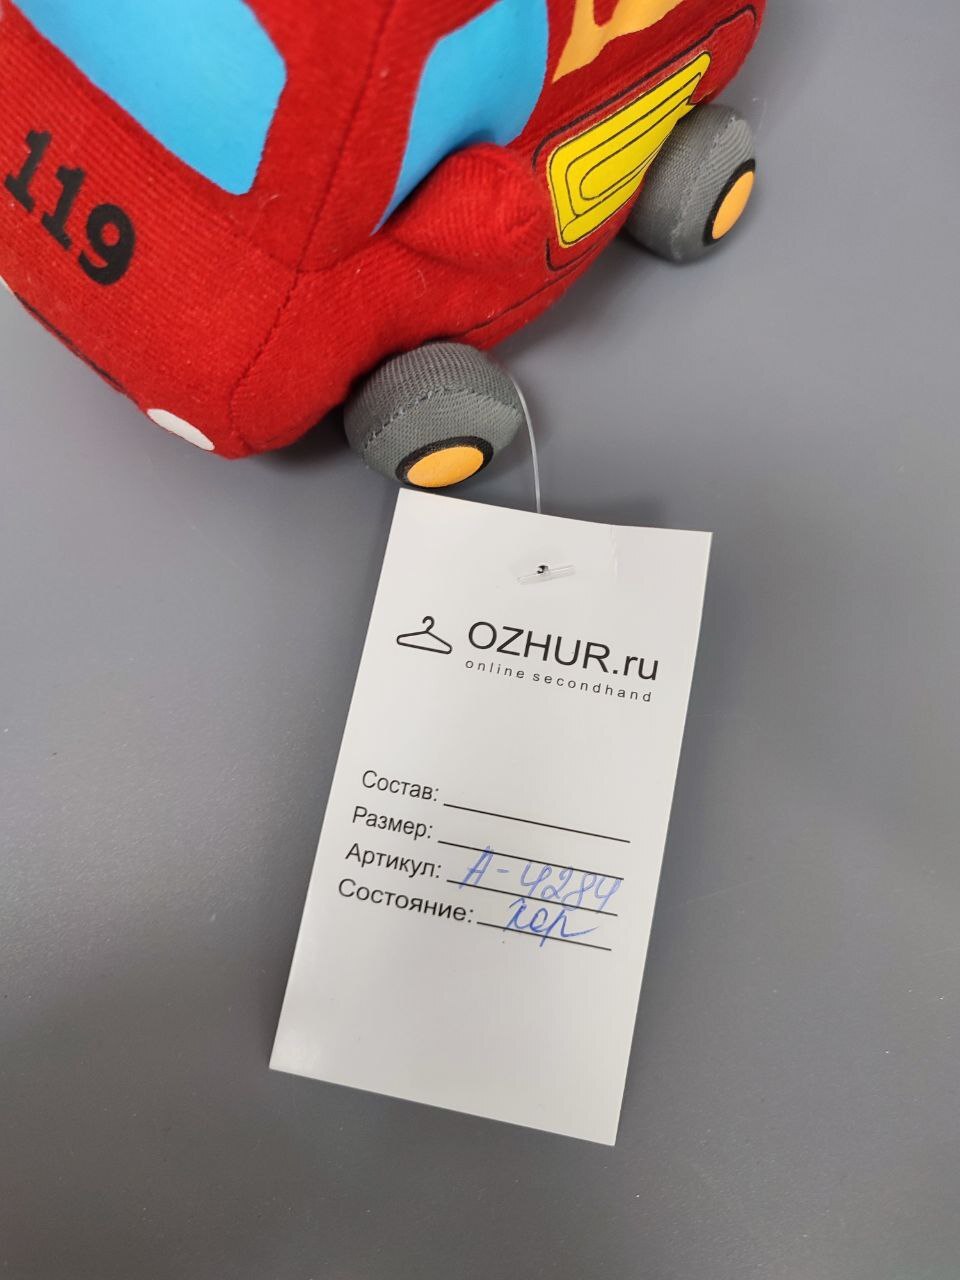 119
OZHUR.ru
online secondhand
Состав:
Размер:
Артикул: А-4284
Состояние: хор